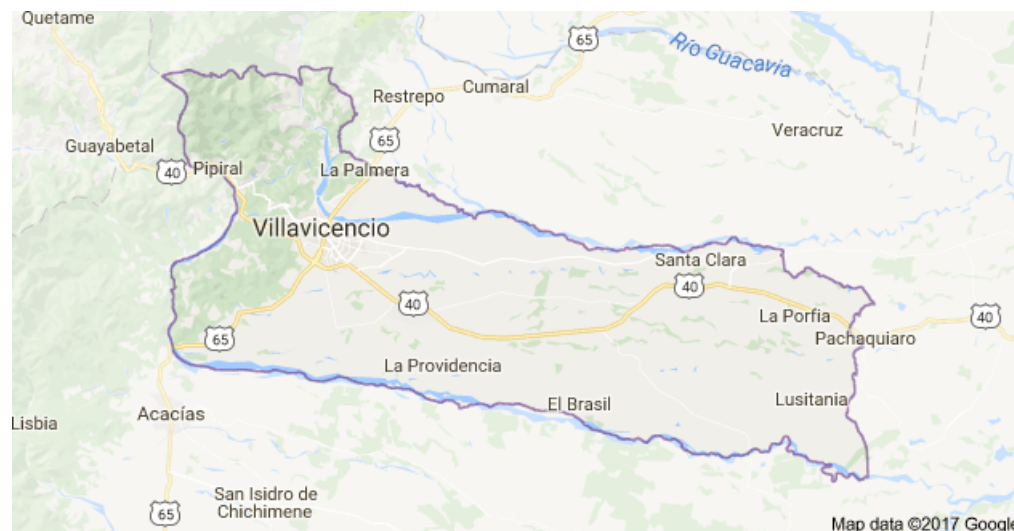 Quetame
65
Río Guacavia
Cumaral
Restrepo
Veracruz
65
Guayabetal
40
Pipiral
La Palmera
Villavicencio
Santa Clara
40
40
La Porfia
40
65
Pachaquiaro
La Providencia
Lusitania
El Brasil
Acacías
Lisbia
San Isidro de
Chichimene
65
Map data ©2017 Google